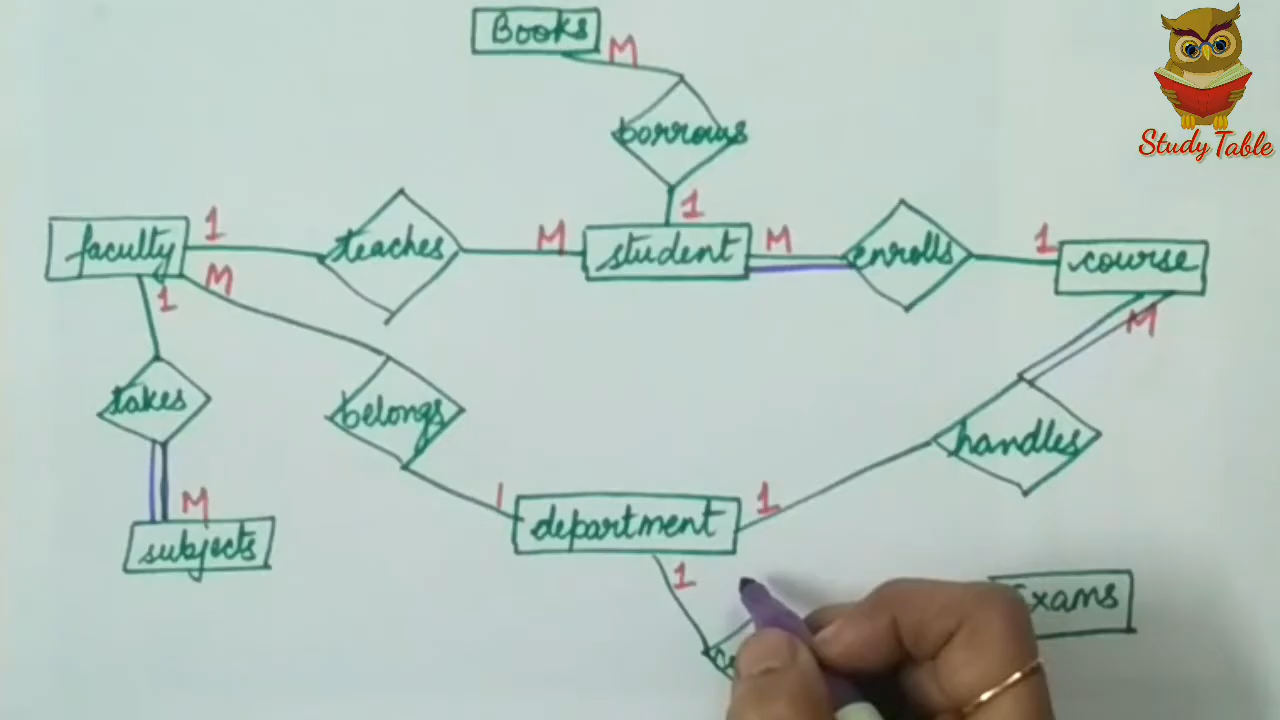 Books
M
borrows
1
faculty 1 teaches M student M enrolls 1 course
1 M
M
takes
belongs
handles
M
subjects
1 department 1
1
Exams
Study Table